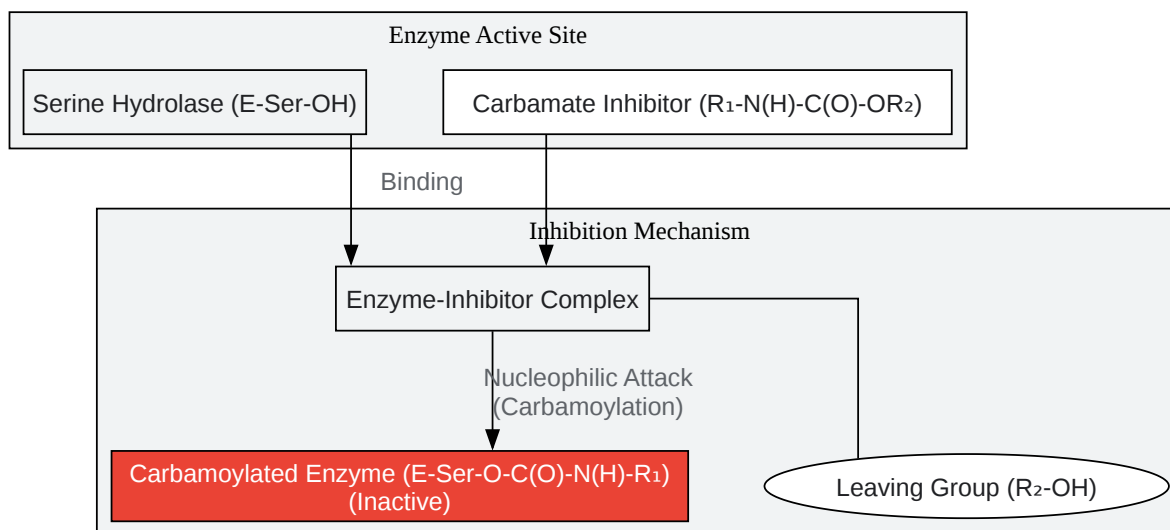 Enzyme Active Site
Serine Hydrolase (E-Ser-OH)
Carbamate Inhibitor (R₁-N(H)-C(O)-OR₂)
Binding
Inhibition Mechanism
Enzyme-Inhibitor Complex
Nucleophilic Attack
(Carbamoylation)
Carbamoylated Enzyme (E-Ser-O-C(O)-N(H)-R₁)
(Inactive)
Leaving Group (R₂-OH)